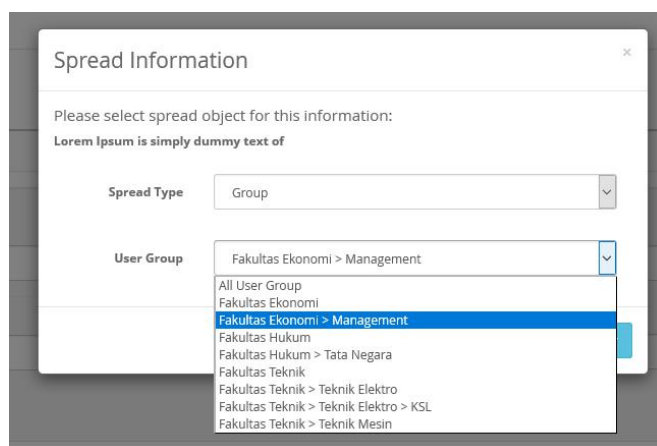 Spread Information
×
Please select spread object for this information:
Lorem Ipsum is simply dummy text of
Spread Type
Group
User Group
Fakultas Ekonomi > Management
All User Group
Fakultas Ekonomi
Fakultas Ekonomi > Management
Fakultas Hukum
Fakultas Hukum > Tata Negara
Fakultas Teknik
Fakultas Teknik > Teknik Elektro
Fakultas Teknik > Teknik Elektro > KSL
Fakultas Teknik > Teknik Mesin